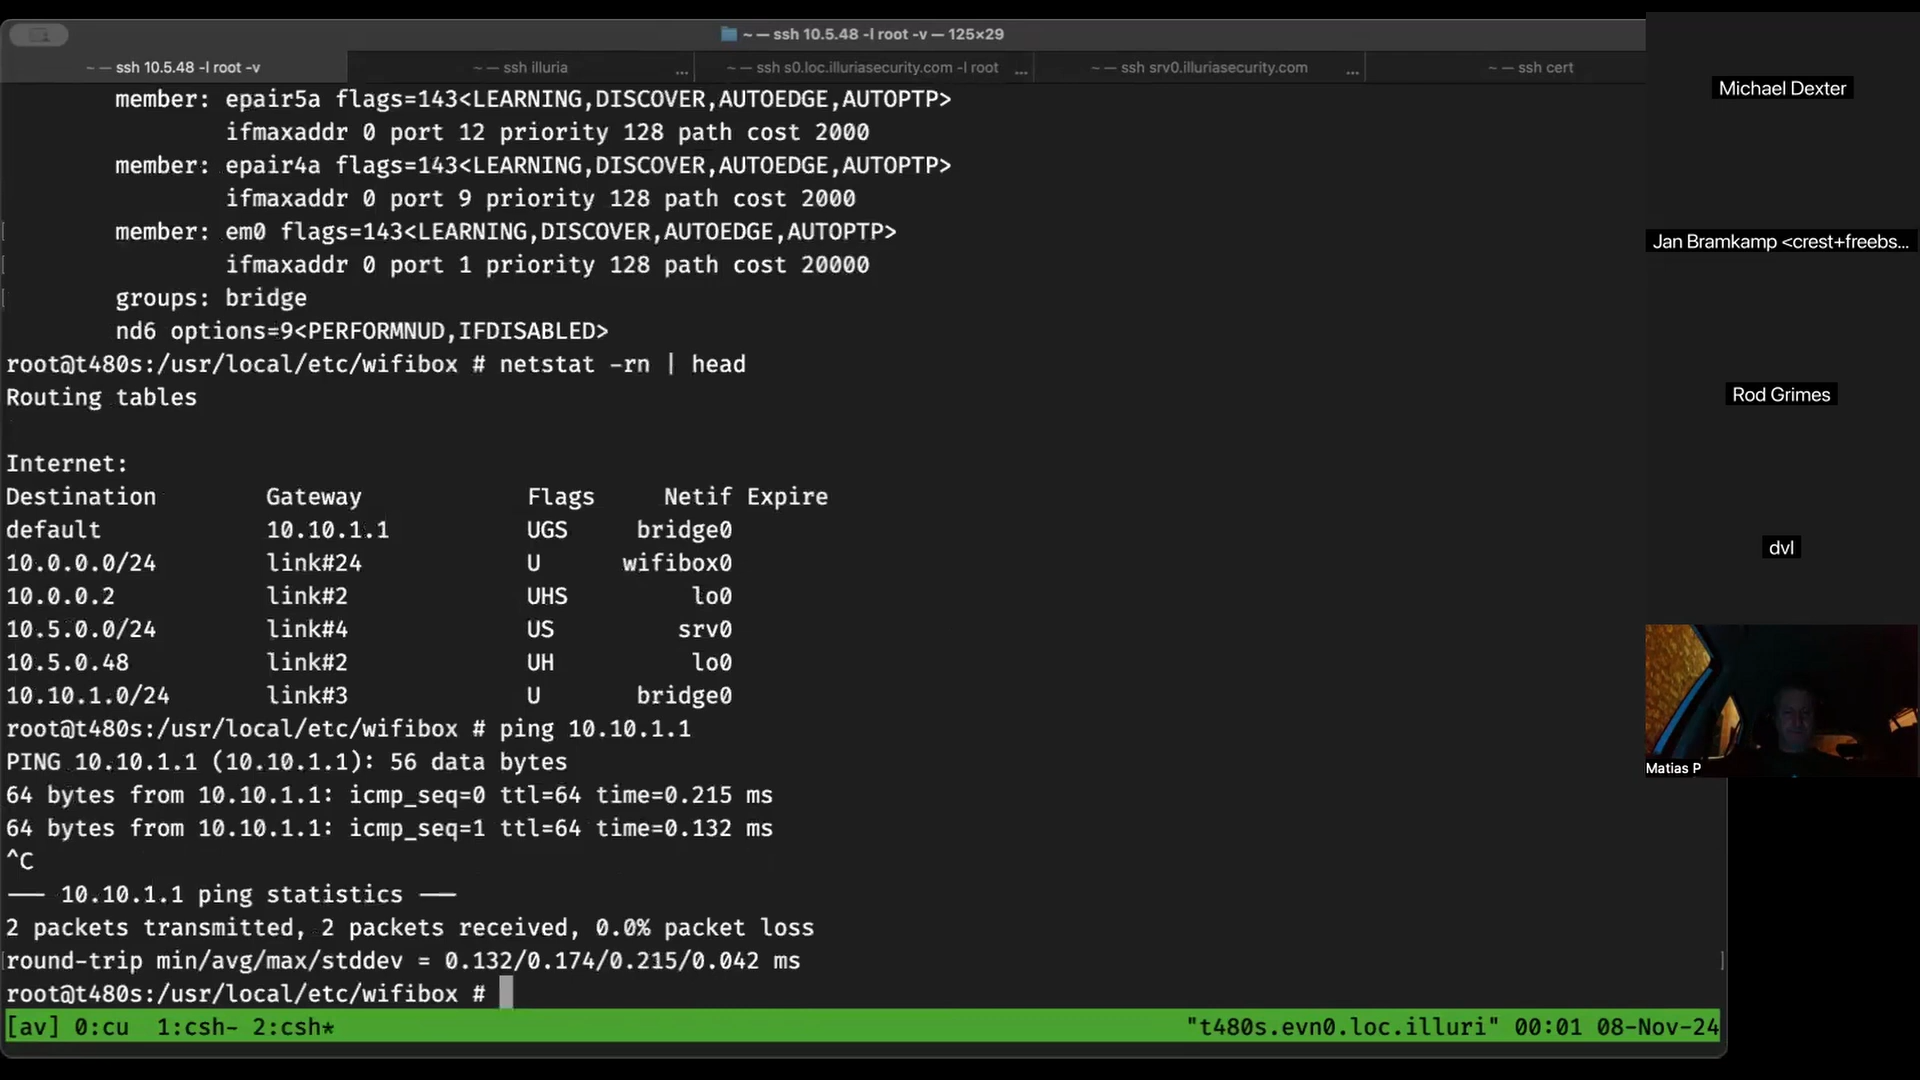 ~ — ssh 10.5.48 -l root -v — 125×29
~ — ssh 10.5.48 -l root -v
~ — ssh illuria ...
~ — ssh s0.loc.illuriasecurity.com -l root ...
~ — ssh srv0.illuriasecurity.com ...
~ — ssh cert
member: epair5a flags=143<LEARNING,DISCOVER,AUTOEDGE,AUTOPTP>
ifmaxaddr 0 port 12 priority 128 path cost 2000
member: epair4a flags=143<LEARNING,DISCOVER,AUTOEDGE,AUTOPTP>
ifmaxaddr 0 port 9 priority 128 path cost 2000
member: em0 flags=143<LEARNING,DISCOVER,AUTOEDGE,AUTOPTP>
ifmaxaddr 0 port 1 priority 128 path cost 20000
groups: bridge
nd6 options=9<PERFORMNUD,IFDISABLED>
root@t480s:/usr/local/etc/wifibox # netstat -rn | head
Routing tables
Internet:
Destination Gateway Flags Netif Expire
default 10.10.1.1 UGS bridge0
10.0.0.0/24 link#24 U wifibox0
10.0.0.2 link#2 UHS lo0
10.5.0.0/24 link#4 US srv0
10.5.0.48 link#2 UH lo0
10.10.1.0/24 link#3 U bridge0
root@t480s:/usr/local/etc/wifibox # ping 10.10.1.1
PING 10.10.1.1 (10.10.1.1): 56 data bytes
64 bytes from 10.10.1.1: icmp_seq=0 ttl=64 time=0.215 ms
64 bytes from 10.10.1.1: icmp_seq=1 ttl=64 time=0.132 ms
^C
--- 10.10.1.1 ping statistics ---
2 packets transmitted, 2 packets received, 0.0% packet loss
round-trip min/avg/max/stddev = 0.132/0.174/0.215/0.042 ms
root@t480s:/usr/local/etc/wifibox #
[av] 0:cu 1:csh- 2:csh* "t480s.evn0.loc.illuri" 00:01 08-Nov-24
Michael Dexter
Jan Bramkamp <crest+freebs...
Rod Grimes
dvl
Matias P